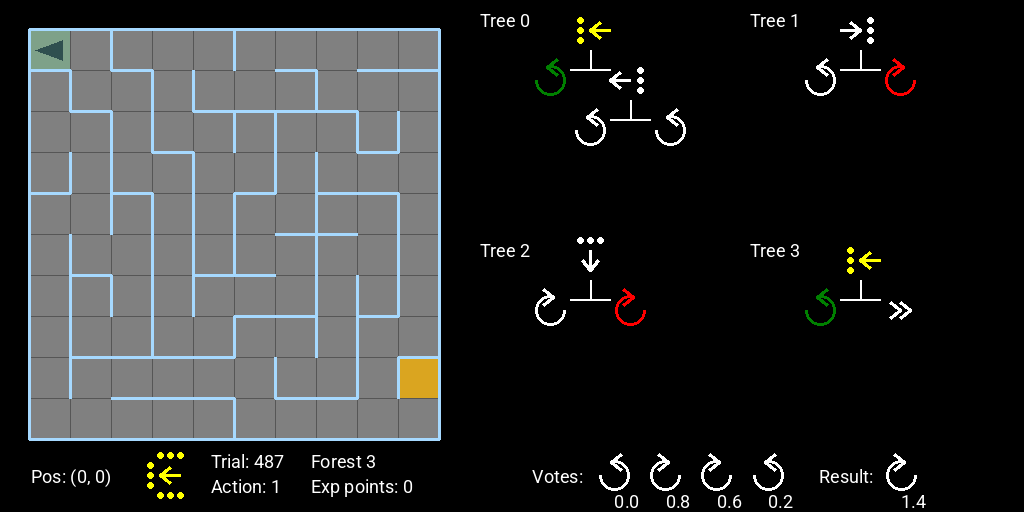 Tree 0
Tree 1
Tree 2
Tree 3
Pos: (0, 0)
Trial: 487
Action: 1
Forest 3
Exp points: 0
Votes:
0.0
0.8
0.6
0.2
Result:
1.4